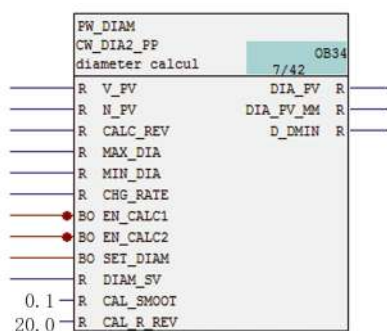 PW_DIAM
CW_DIA2_PP
diameter calcul
OB34
7/42
R V_PV DIA_PV R
R N_PV DIA_PV_MM R
R CALC_REV D_DMIN R
R MAX_DIA
R MIN_DIA
R CHG_RATE
BO EN_CALC1
BO EN_CALC2
BO SET_DIAM
R DIAM_SV
0.1 R CAL_SMOOT
20.0 R CAL_R_REV